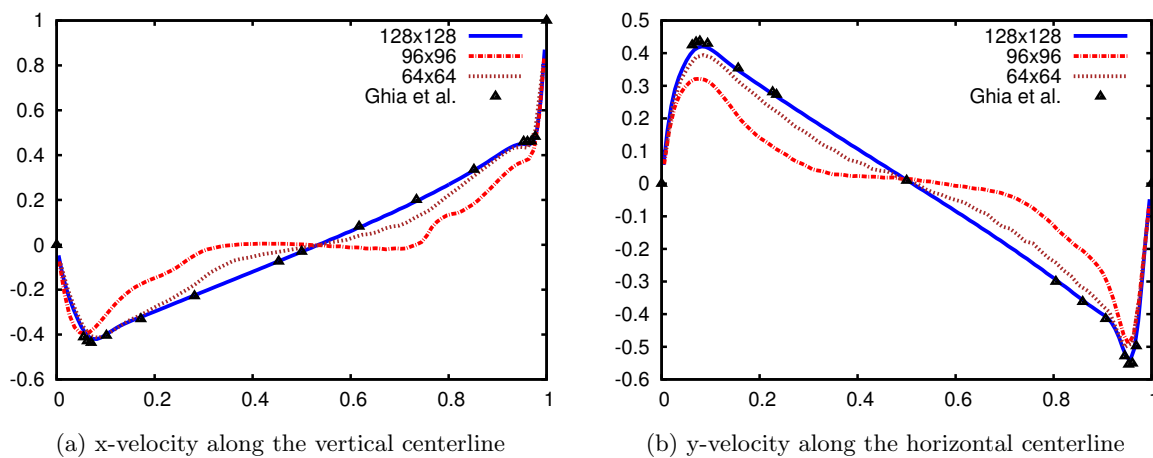 1
0.8
0.6
0.4
0.2
0
-0.2
-0.4
-0.6
0 0.2 0.4 0.6 0.8 1
128x128
96x96
64x64
Ghia et al.
(a) x-velocity along the vertical centerline
0.5
0.4
0.3
0.2
0.1
0
-0.1
-0.2
-0.3
-0.4
-0.5
-0.6
0 0.2 0.4 0.6 0.8 1
128x128
96x96
64x64
Ghia et al.
(b) y-velocity along the horizontal centerline